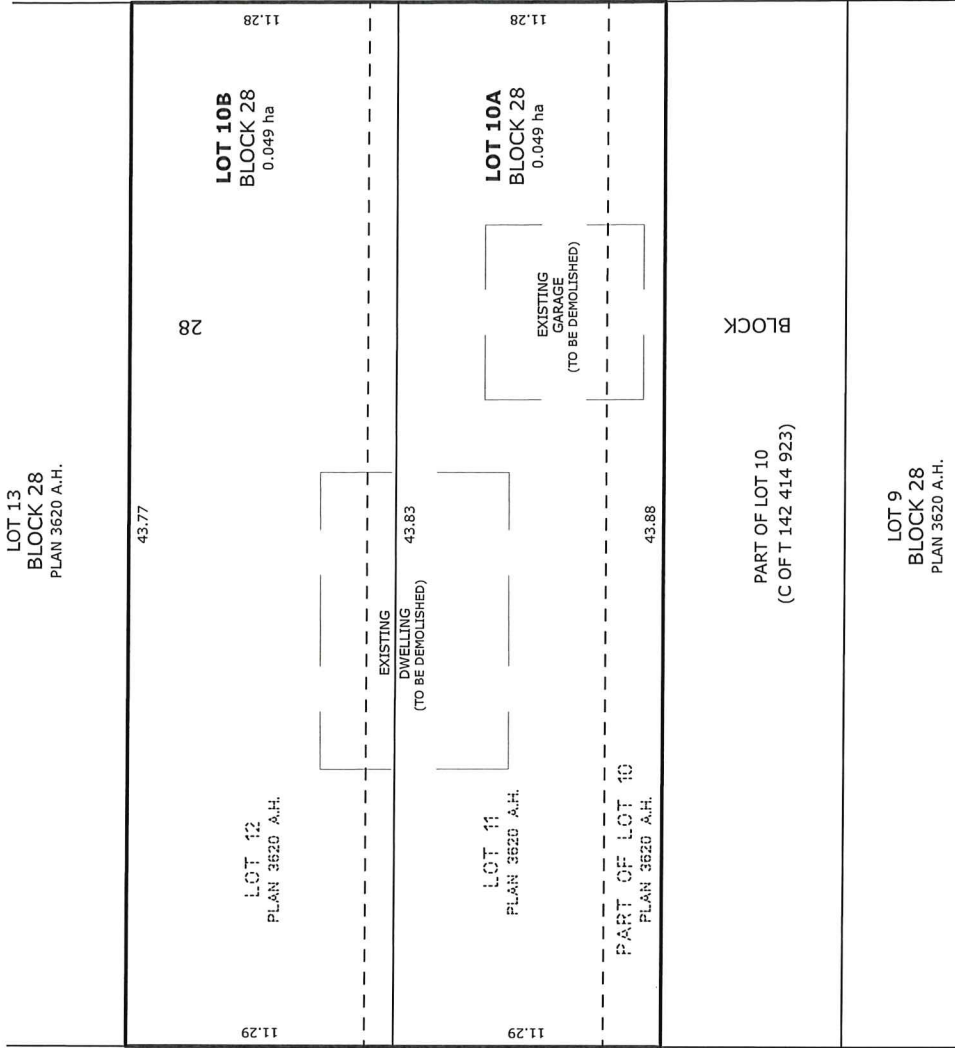 LOT 13
BLOCK 28
PLAN 3620 A.H.
11.28
11.28
LOT 10B
BLOCK 28
0.049 ha
LOT 10A
BLOCK 28
0.049 ha
28
EXISTING
GARAGE
(TO BE DEMOLISHED)
BLOCK
43.77
43.83
43.88
EXISTING
DWELLING
(TO BE DEMOLISHED)
PART OF LOT 10
(C OF T 142 414 923)
LOT 9
BLOCK 28
PLAN 3620 A.H.
LOT 12
PLAN 3620 A.H.
LOT 11
PLAN 3620 A.H.
PART OF LOT 10
PLAN 3620 A.H.
11.29
11.29